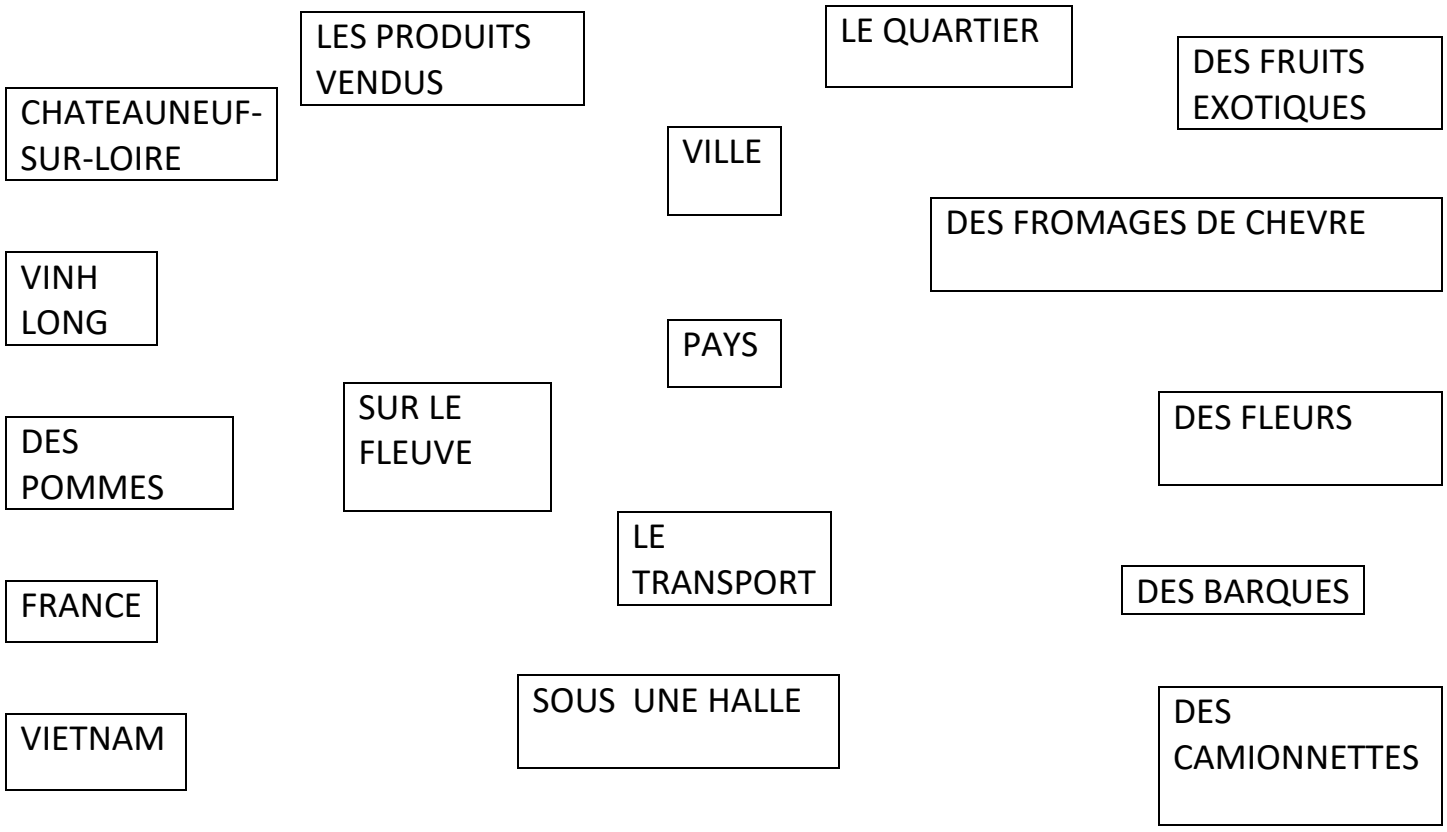 LES PRODUITS
VENDUS
LE QUARTIER
DES FRUITS
EXOTIQUES
CHATEAUNEUF-
SUR-LOIRE
VILLE
DES FROMAGES DE CHEVRE
VINH
LONG
PAYS
SUR LE
FLEUVE
DES FLEURS
DES
POMMES
LE
TRANSPORT
DES BARQUES
FRANCE
SOUS  UNE HALLE
DES
CAMIONNETTES
VIETNAM